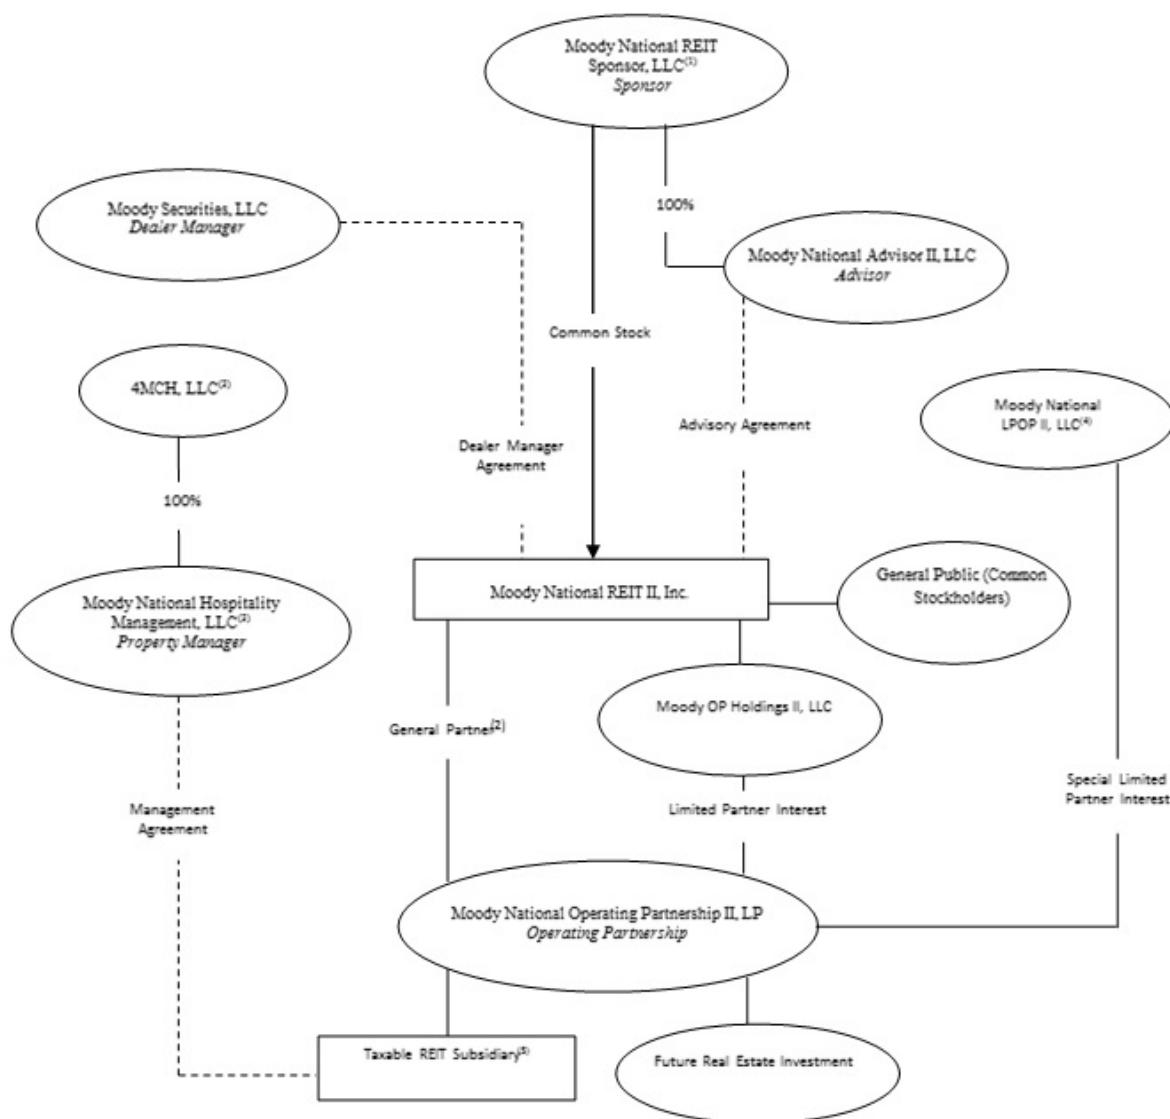 Moody National REIT
Sponsor, LLC(1)
Sponsor
Moody Securities, LLC
Dealer Manager
100%
Moody National Advisor II, LLC
Advisor
Common Stock
4MCH, LLC(3)
Moody National
LPOP II, LLC(4)
Advisory Agreement
Dealer Manager
Agreement
100%
Moody National REIT II, Inc.
General Public (Common
Stockholders)
Moody National Hospitality
Management, LLC(3)
Property Manager
Moody OP Holdings II, LLC
General Partner(2)
Management
Agreement
Limited Partner Interest
Special Limited
Partner Interest
Moody National Operating Partnership II, LP
Operating Partnership
Taxable REIT Subsidiary(5)
Future Real Estate Investment